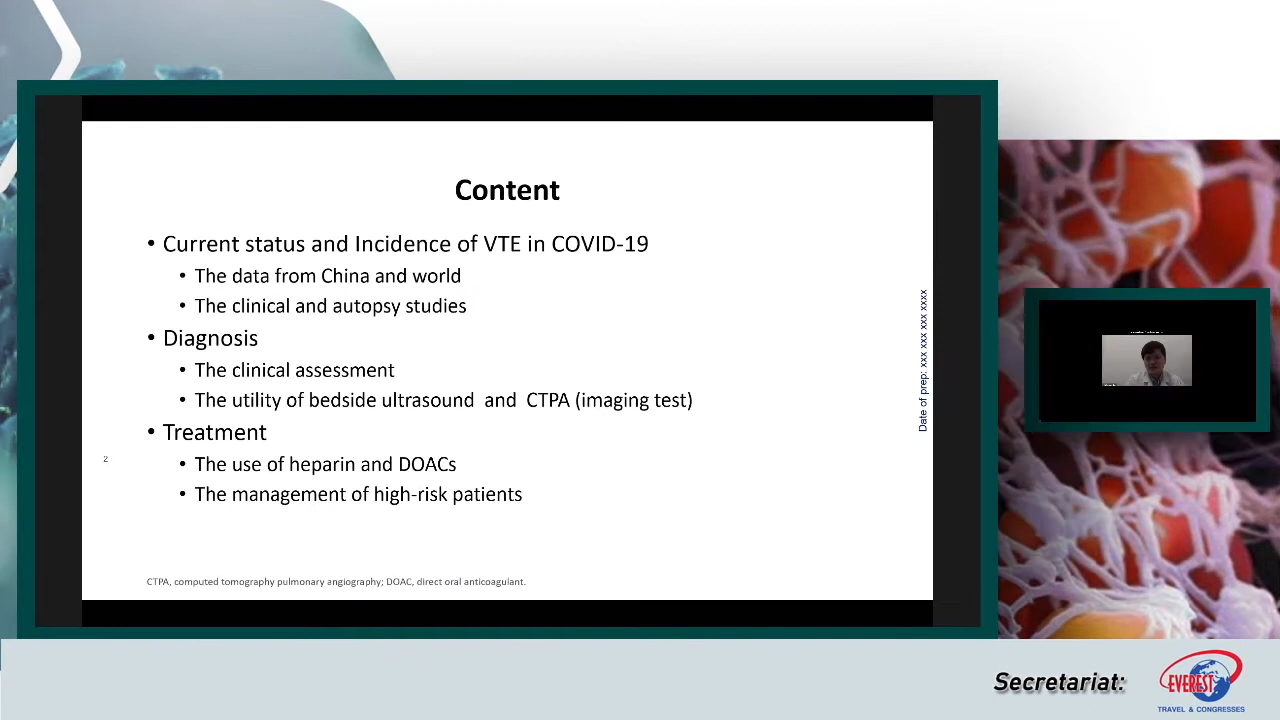 Content
• Current status and Incidence of VTE in COVID-19
• The data from China and world
• The clinical and autopsy studies
• Diagnosis
• The clinical assessment
• The utility of bedside ultrasound and CTPA (imaging test)
• Treatment
• The use of heparin and DOACs
• The management of high-risk patients
2
CTPA, computed tomography pulmonary angiography; DOAC, direct oral anticoagulant.
Date of prep: xxx xxx xxx xxxx
Secretariat:
EVEREST
TRAVEL & CONGRESSES